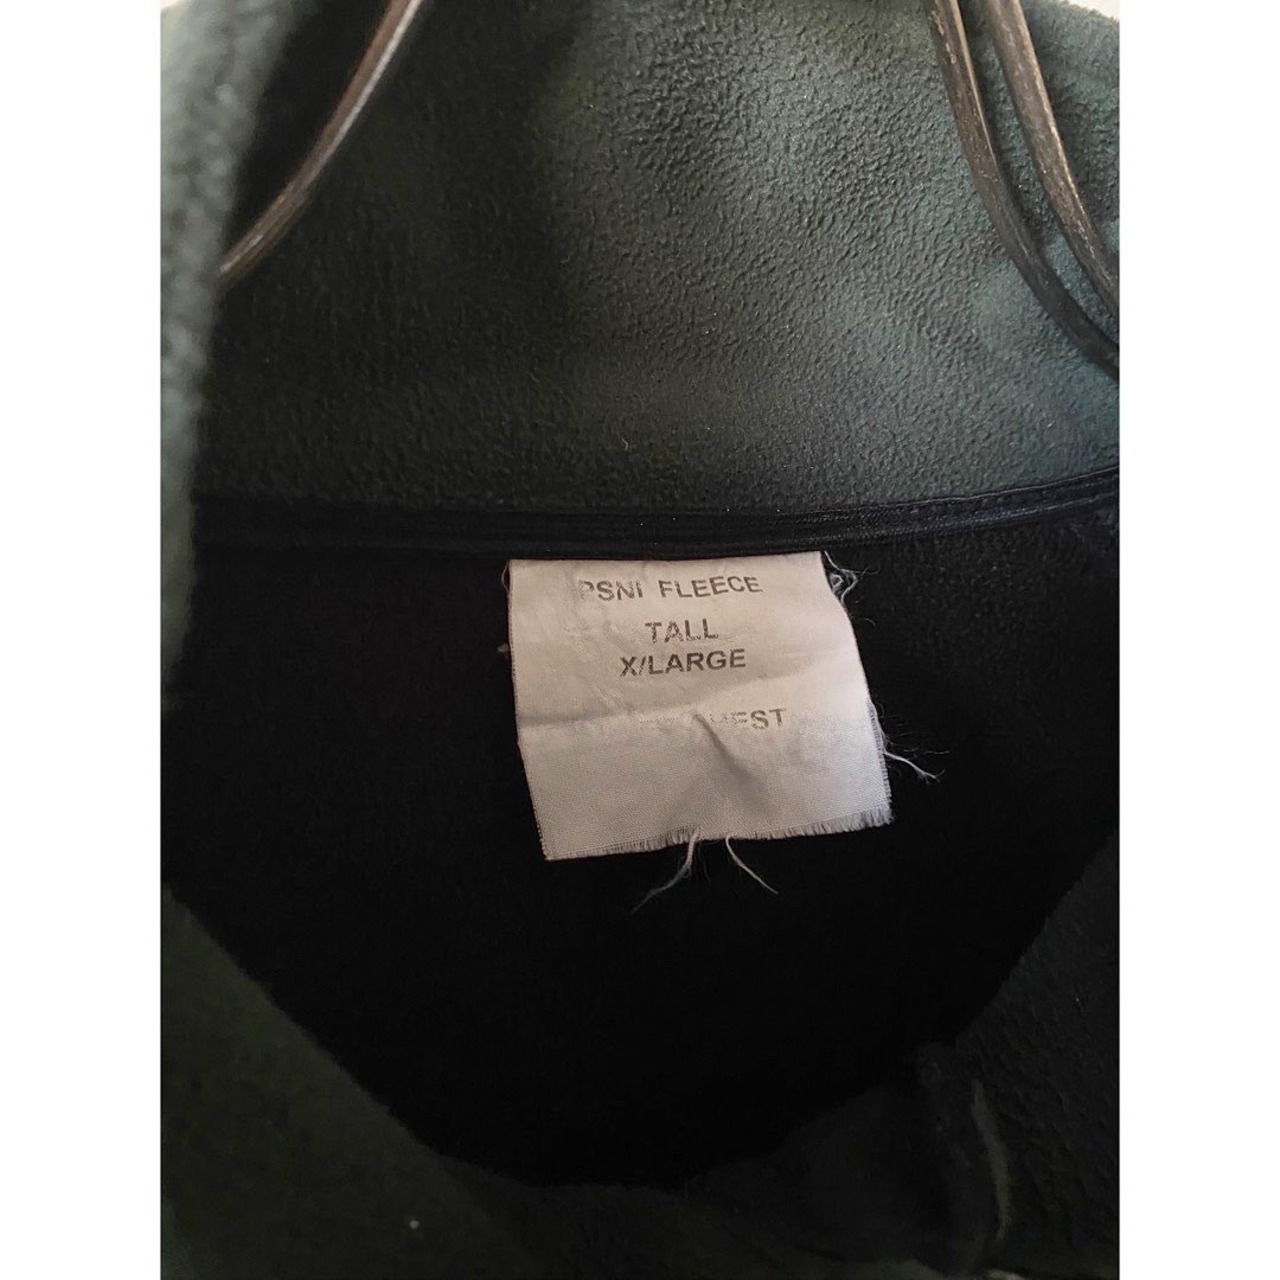 PSNI FLEECE
TALL
X/LARGE